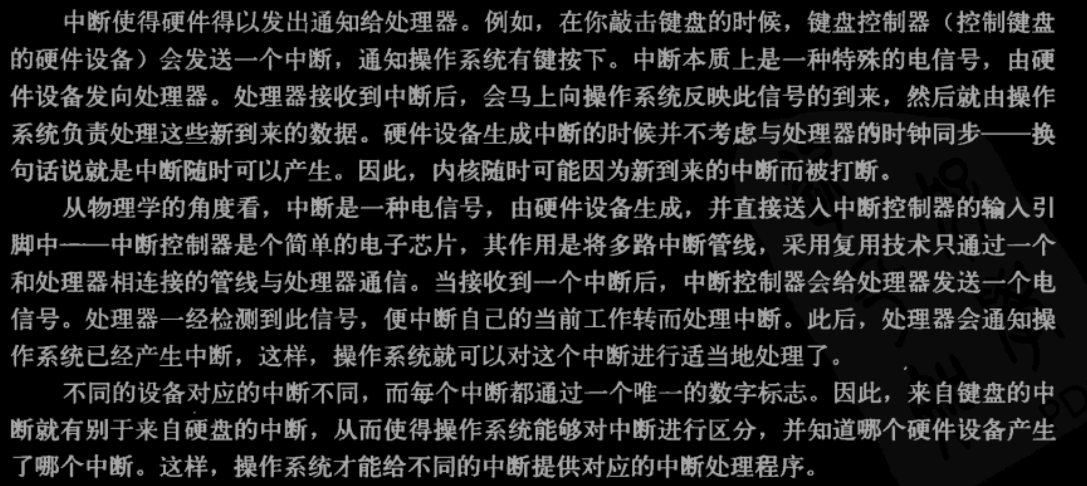 中断使得硬件得以发出通知给处理器。例如，在你敲击键盘的时候，键盘控制器（控制键盘
的硬件设备）会发送一个中断，通知操作系统有键按下。中断本质上是一种特殊的电信号，由硬
件设备发向处理器。处理器接收到中断后，会马上向操作系统反映此信号的到来，然后就由操作
系统负责处理这些新到来的数据。硬件设备生成中断的时候并不考虑与处理器的时钟同步——换
句话说就是中断随时可以产生。因此，内核随时可能因为新到来的中断而被打断。
从物理学的角度看，中断是一种电信号，由硬件设备生成，并直接送入中断控制器的输入引
脚中——中断控制器是个简单的电子芯片，其作用是将多路中断管线，采用复用技术只通过一个
和处理器相连接的管线与处理器通信。当接收到一个中断后，中断控制器会给处理器发送一个电
信号。处理器一经检测到此信号，便中断自己的当前工作转而处理中断。此后，处理器会通知操
作系统已经产生中断，这样，操作系统就可以对这个中断进行适当地处理了。
不同的设备对应的中断不同，而每个中断都通过一个唯一的数字标志。因此，来自键盘的中
断就有别于来自硬盘的中断，从而使得操作系统能够对中断进行区分，并知道哪个硬件设备产生
了哪个中断。这样，操作系统才能给不同的中断提供对应的中断处理程序。